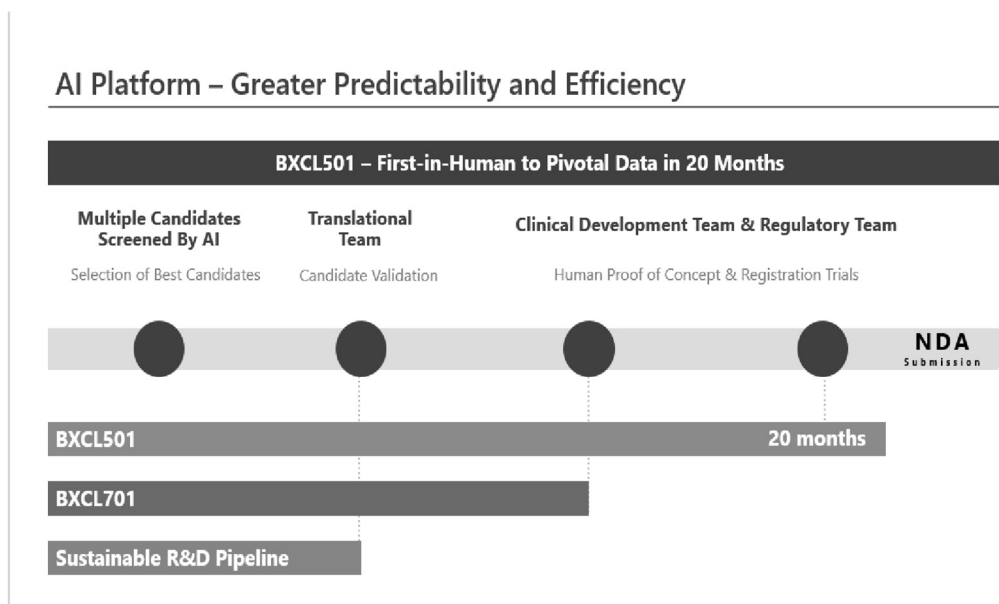 AI Platform – Greater Predictability and Efficiency
BXCL501 – First-in-Human to Pivotal Data in 20 Months
Multiple Candidates
Screened By AI
Selection of Best Candidates
Translational
Team
Candidate Validation
Clinical Development Team & Regulatory Team
Human Proof of Concept & Registration Trials
NDA
Submission
BXCL501
20 months
BXCL701
Sustainable R&D Pipeline